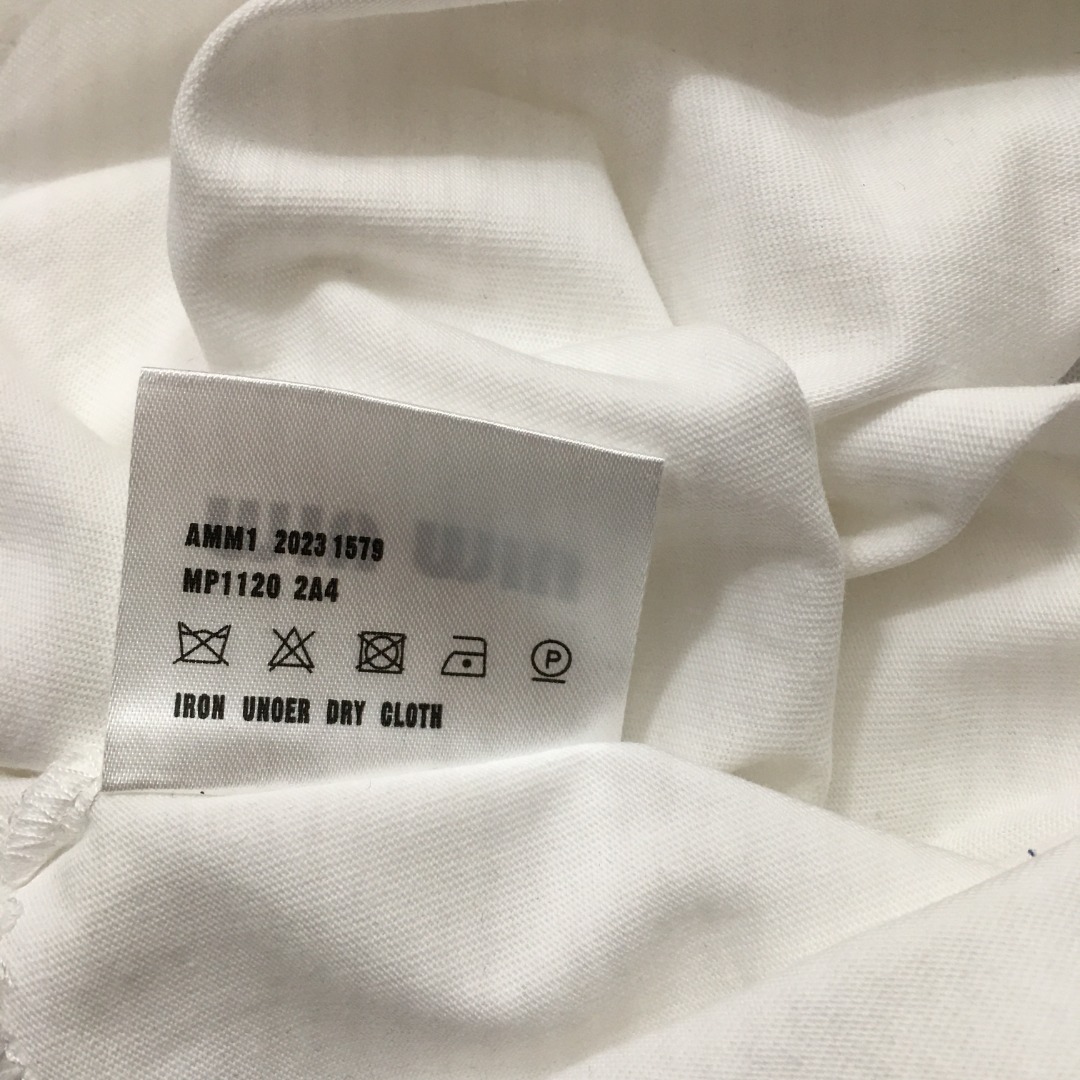 AMM1 2023 1579
MP1120 2A4
P
IRON UNOER DRY CLOTH